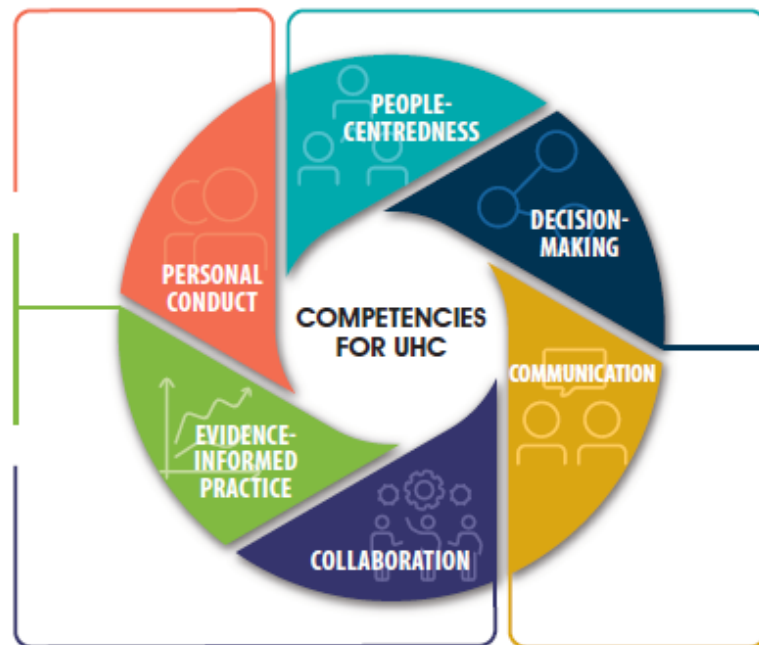 PEOPLE-
CENTREDNESS
DECISION-
MAKING
PERSONAL
CONDUCT
COMPETENCIES
FOR UHC
COMMUNICATION
EVIDENCE-
INFORMED
PRACTICE
COLLABORATION